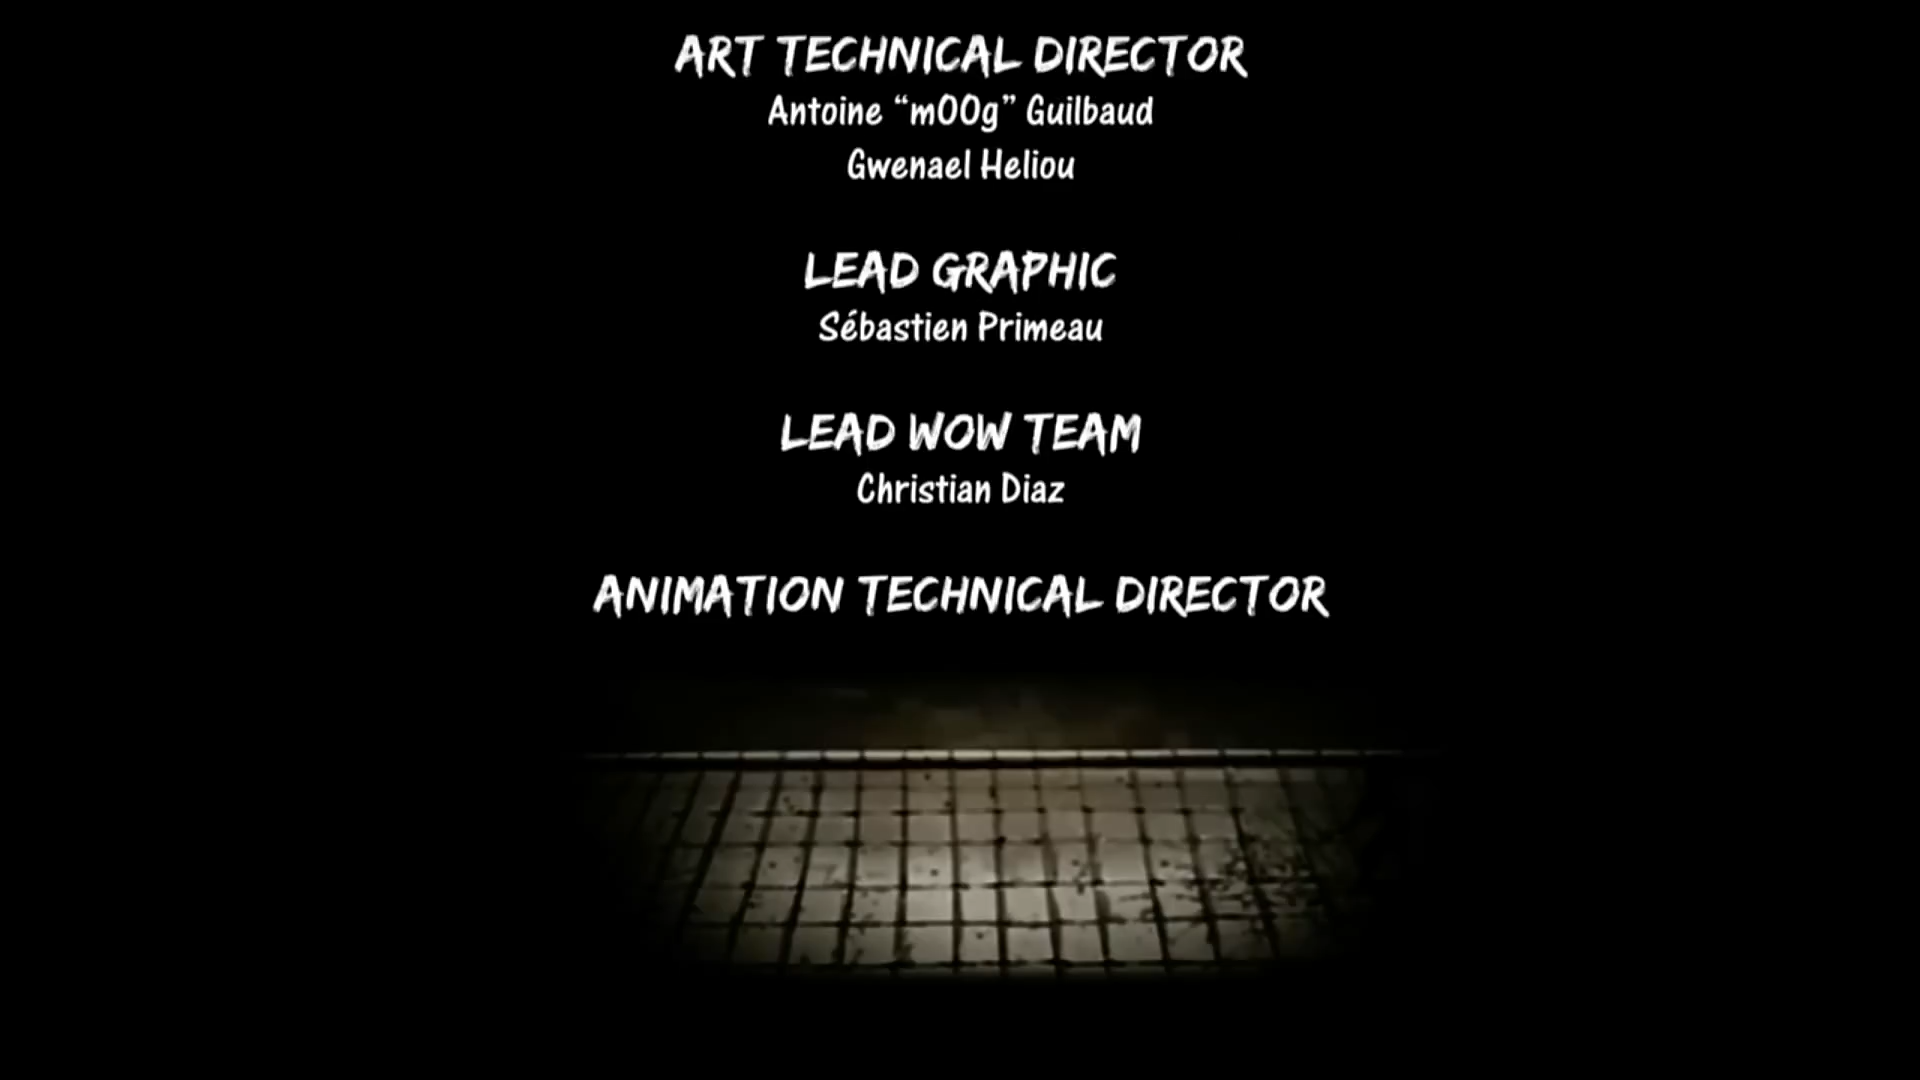 ART TECHNICAL DIRECTOR
Antoine “mOOg” Guilbaud
Gwenael Heliou
LEAD GRAPHIC
Sébastien Primeau
LEAD WOW TEAM
Christian Diaz
ANIMATION TECHNICAL DIRECTOR